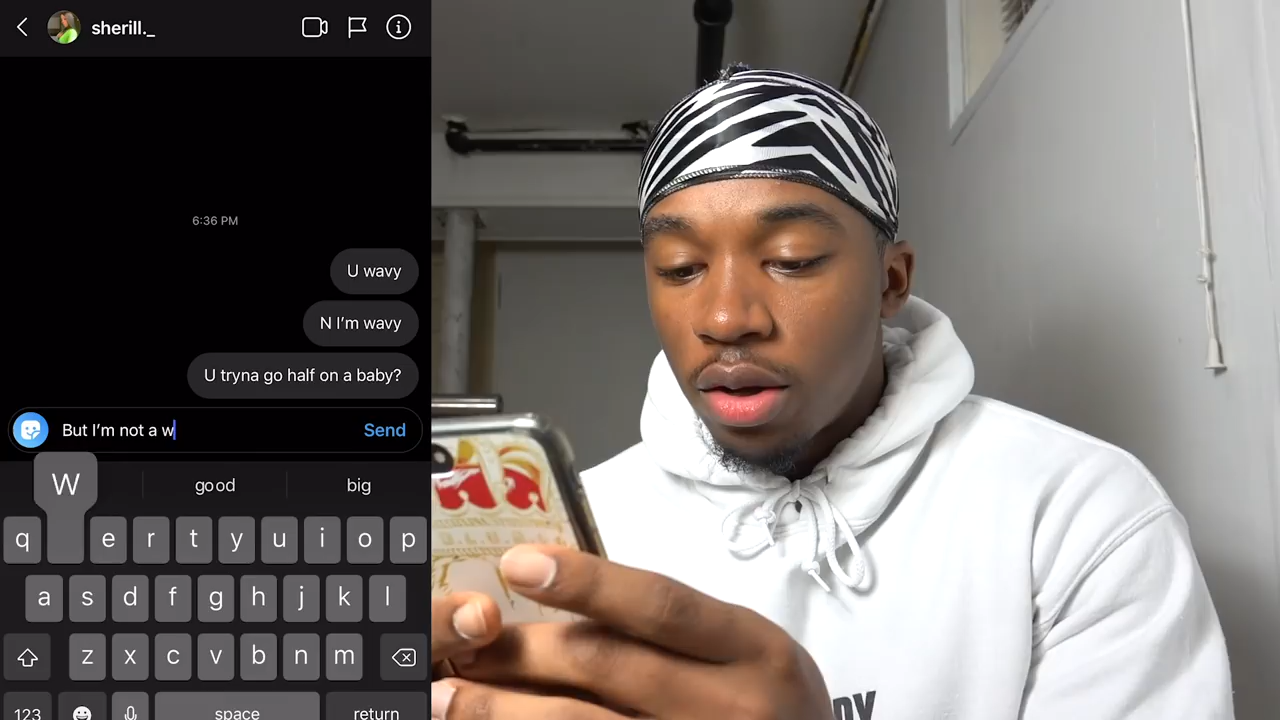 sherill._
6:36 PM
U wavy
N I'm wavy
U tryna go half on a baby?
But I'm not a w Send
W good big
q e r t y u i o p
a s d f g h j k l
z x c v b n m
123 space return